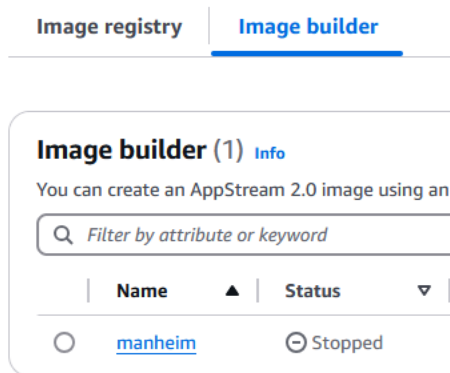 Image registry Image builder
Image builder (1) Info
You can create an AppStream 2.0 image using an
Filter by attribute or keyword
Name Status
manheim Stopped